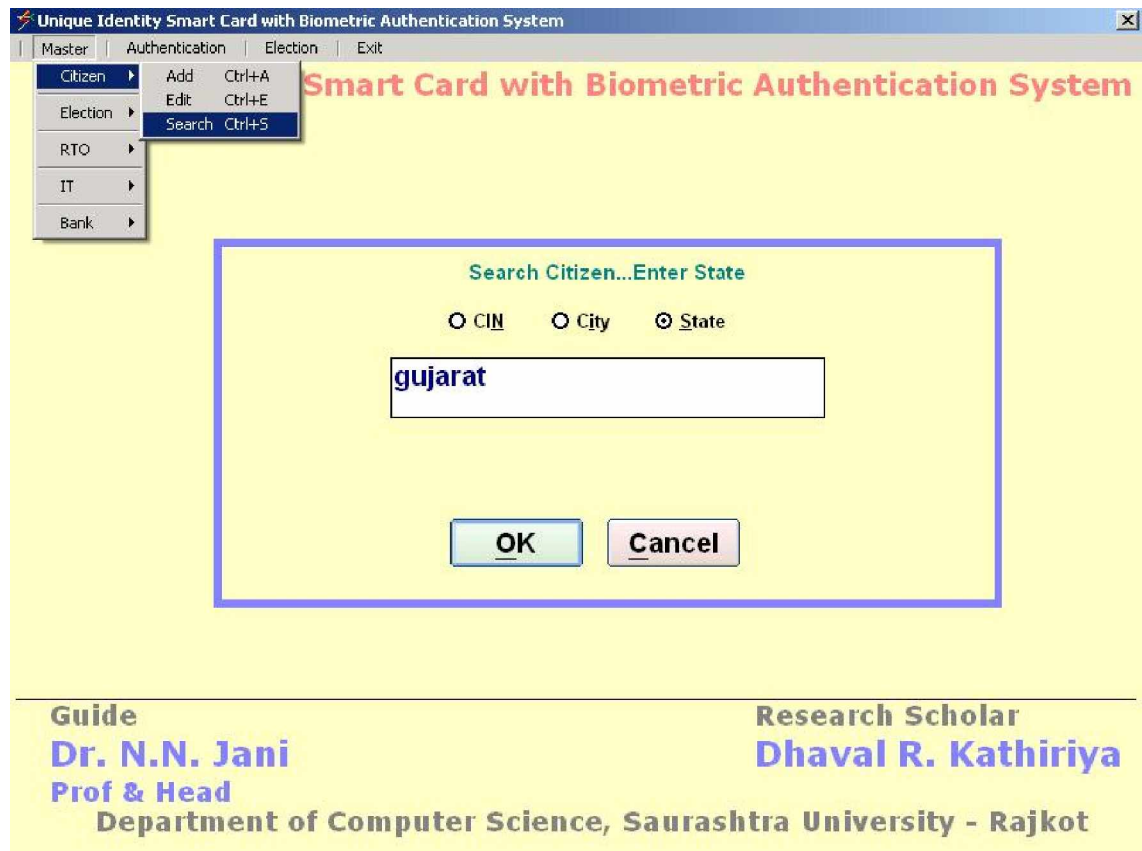 Unique Identity Smart Card with Biometric Authentication System
Master Authentication Election Exit
Citizen
Election
RTO
IT
Bank
Add Ctrl+A
Edit Ctrl+E
Search Ctrl+S
Smart Card with Biometric Authentication System
Search Citizen...Enter State
CIN City State
gujarat
OK Cancel
Guide Research Scholar
Dr. N.N. Jani Dhaval R. Kathiriya
Prof & Head
Department of Computer Science, Saurashtra University - Rajkot